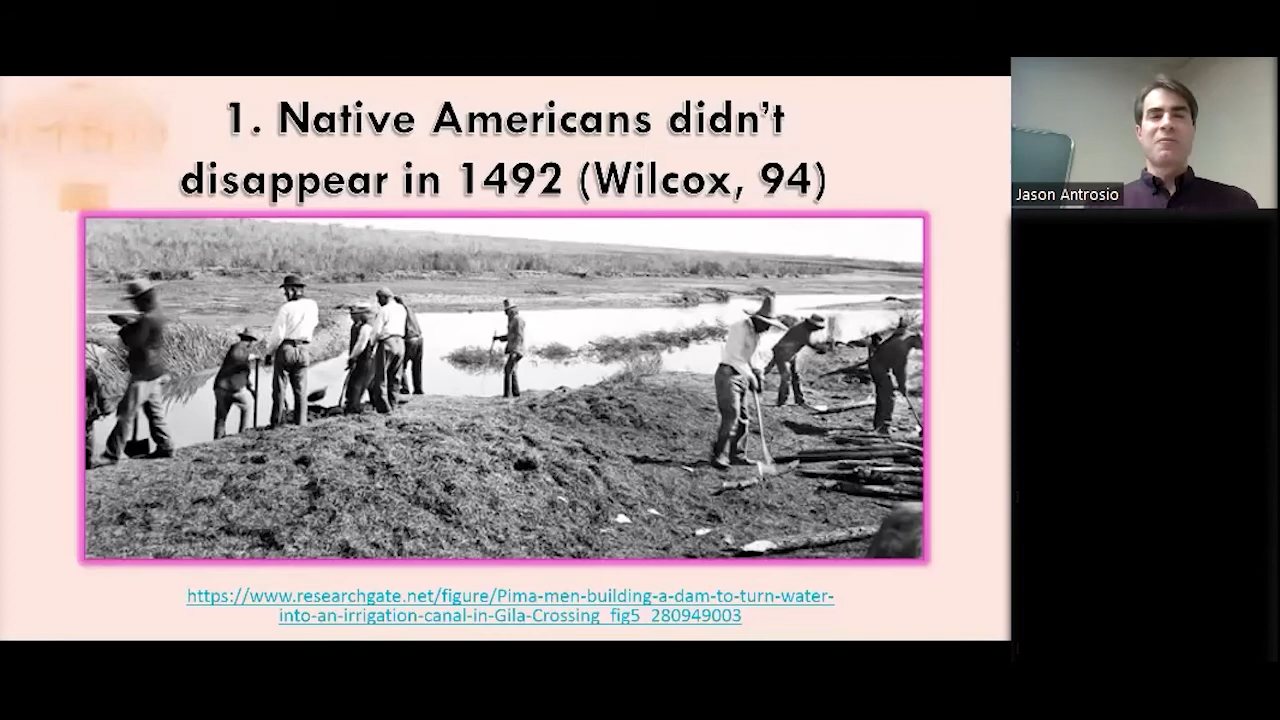 1. Native Americans didn't
disappear in 1492 (Wilcox, 94)
Jason Antrosio
https://www.researchgate.net/figure/Pima-men-building-a-dam-to-turn-water-
into-an-irrigation-canal-in-Gila-Crossing_fig5_280949003